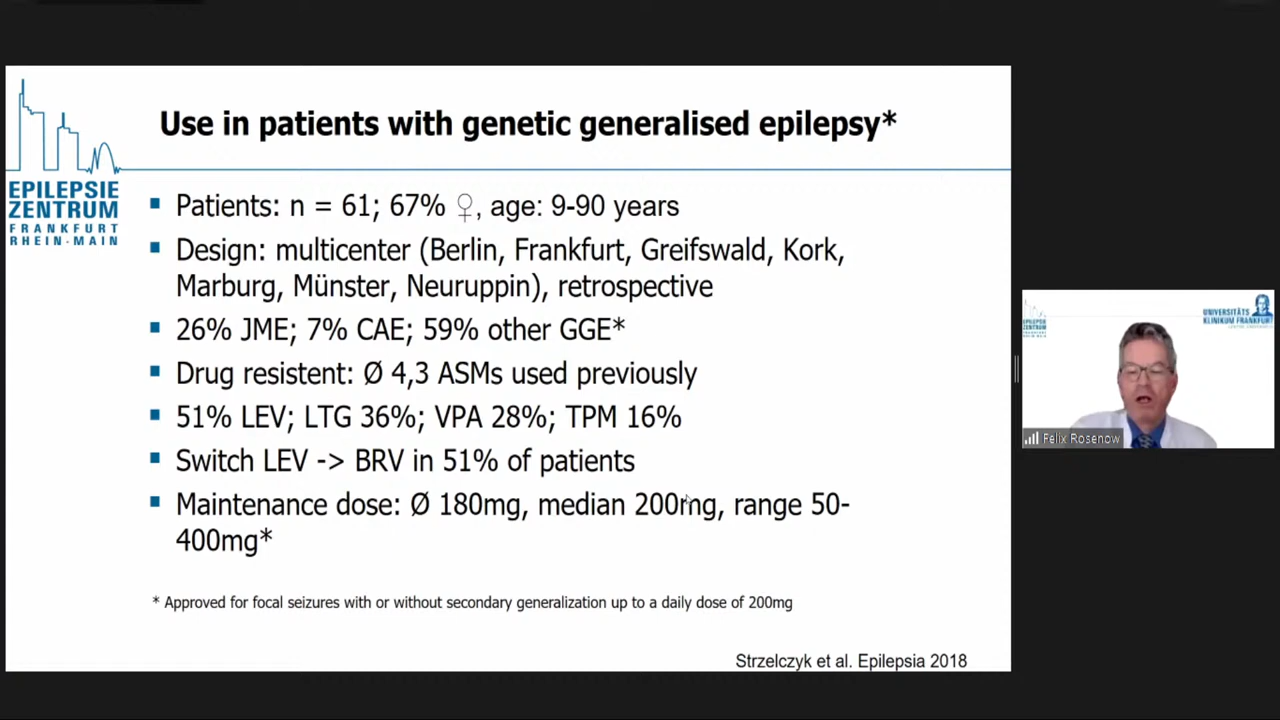 Use in patients with genetic generalised epilepsy*
EPILEPSIE
ZENTRUM
FRANKFURT
RHEIN-MAIN
Patients: n = 61; 67% ♀, age: 9-90 years
Design: multicenter (Berlin, Frankfurt, Greifswald, Kork,
Marburg, Münster, Neuruppin), retrospective
26% JME; 7% CAE; 59% other GGE*
Drug resistent: Ø 4,3 ASMs used previously
51% LEV; LTG 36%; VPA 28%; TPM 16%
Switch LEV -> BRV in 51% of patients
Maintenance dose: Ø 180mg, median 200mg, range 50-
400mg*
* Approved for focal seizures with or without secondary generalization up to a daily dose of 200mg
Strzelczyk et al. Epilepsia 2018
UNIVERSITÄTS
KLINIKUM FRANKFURT
EPILEPSIE
ZENTRUM
Felix Rosenow